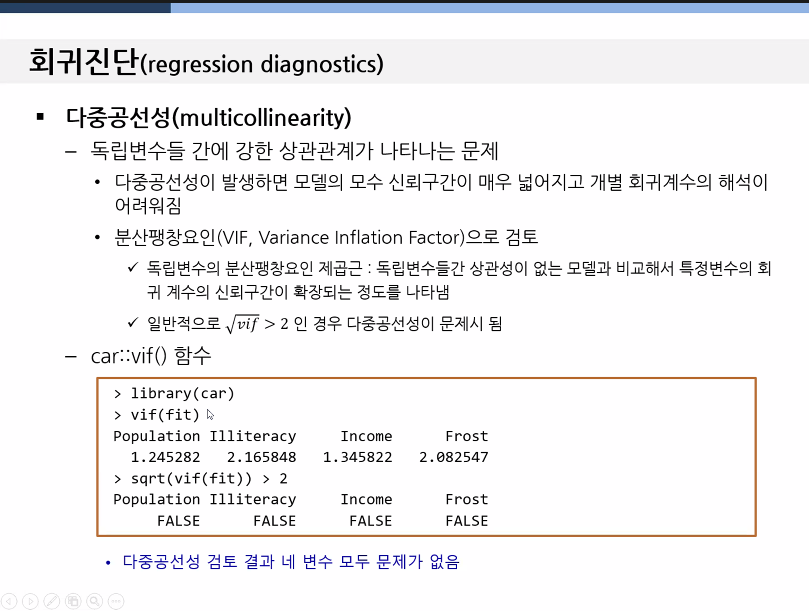 회귀진단(regression diagnostics)
▪ 다중공선성(multicollinearity)
– 독립변수들 간에 강한 상관관계가 나타나는 문제
• 다중공선성이 발생하면 모델의 모수 신뢰구간이 매우 넓어지고 개별 회귀계수의 해석이
어려워짐
• 분산팽창요인(VIF, Variance Inflation Factor)으로 검토
✓ 독립변수의 분산팽창요인 제곱근 : 독립변수들간 상관성이 없는 모델과 비교해서 특정변수의 회
귀 계수의 신뢰구간이 확장되는 정도를 나타냄
✓ 일반적으로 √vif > 2 인 경우 다중공선성이 문제시 됨
– car::vif() 함수
> library(car)
> vif(fit)
Population Illiteracy Income Frost
1.245282 2.165848 1.345822 2.082547
> sqrt(vif(fit)) > 2
Population Illiteracy Income Frost
FALSE FALSE FALSE FALSE
• 다중공선성 검토 결과 네 변수 모두 문제가 없음